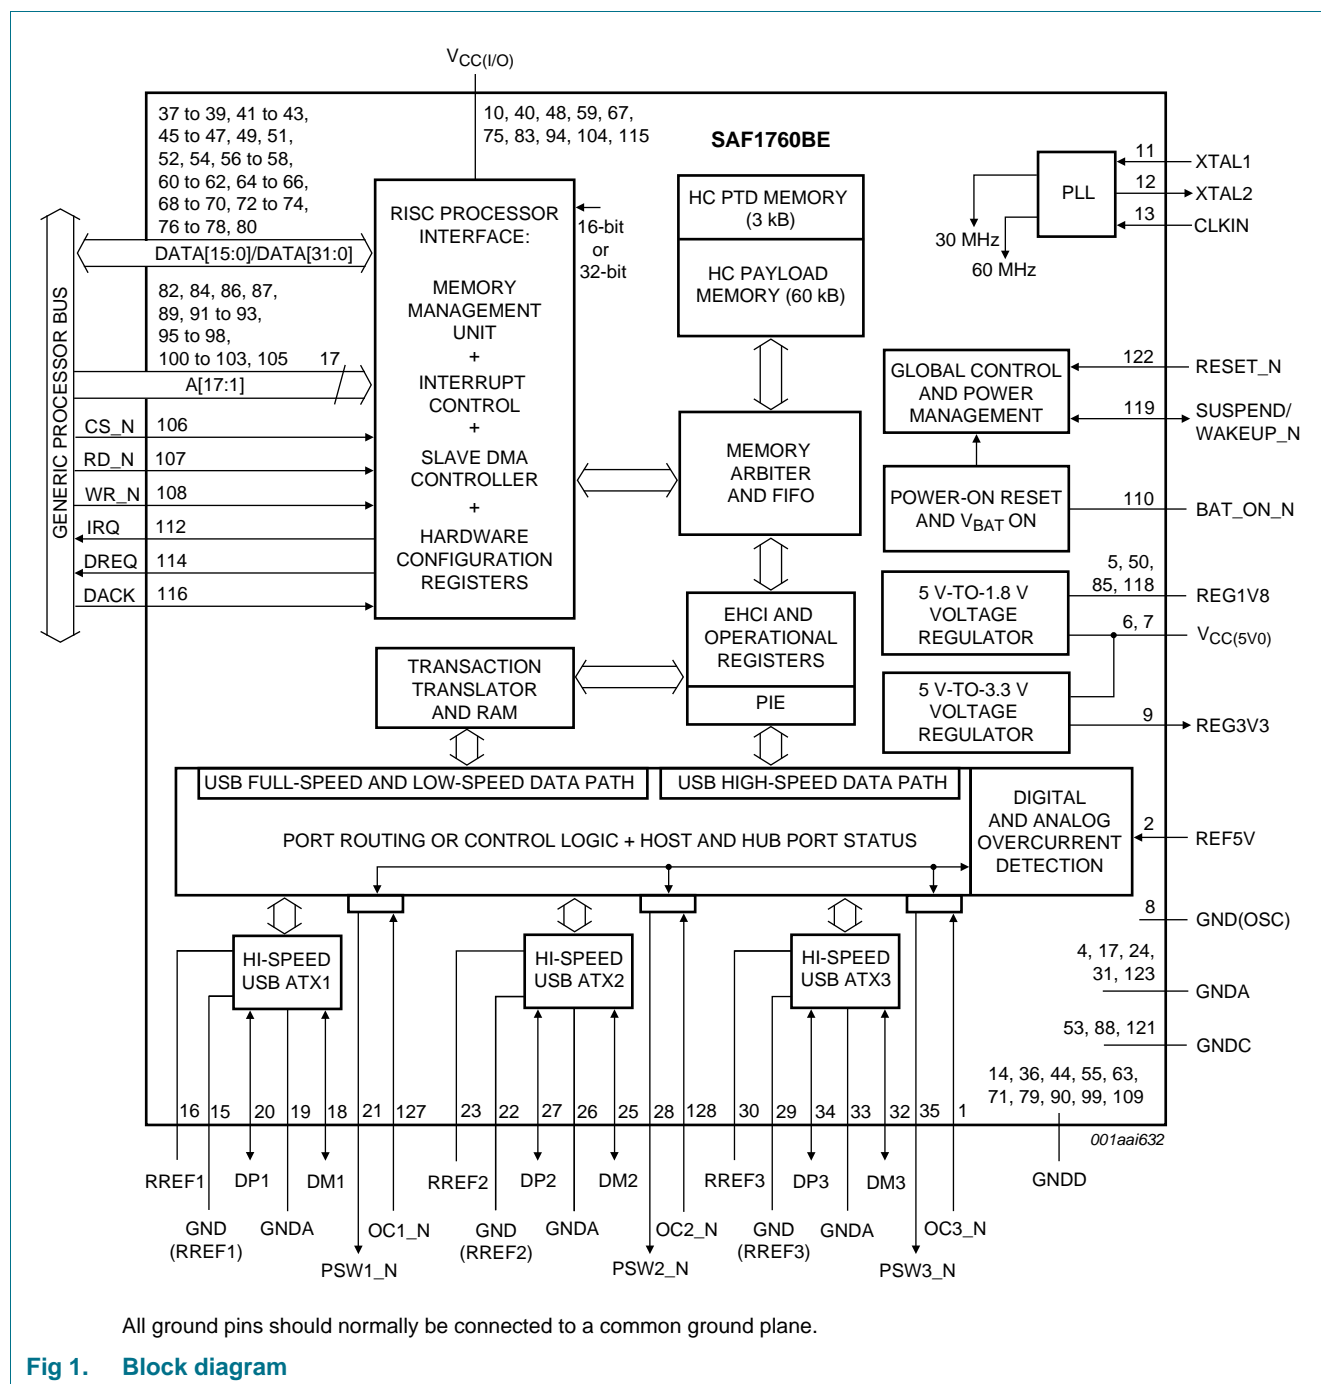 VCC(I/O)
37 to 39, 41 to 43,
45 to 47, 49, 51,
52, 54, 56 to 58,
60 to 62, 64 to 66,
68 to 70, 72 to 74,
76 to 78, 80
DATA[15:0]/DATA[31:0]
10, 40, 48, 59, 67,
75, 83, 94, 104, 115
SAF1760BE
82, 84, 86, 87,
89, 91 to 93,
95 to 98,
100 to 103, 105
17
A[17:1]
GENERIC PROCESSOR BUS
CS_N 106
RD_N 107
WR_N 108
IRQ 112
DREQ 114
DACK 116
RISC PROCESSOR
INTERFACE:
MEMORY
MANAGEMENT
UNIT
+
INTERRUPT
CONTROL
+
SLAVE DMA
CONTROLLER
+
HARDWARE
CONFIGURATION
REGISTERS
16-bit
or
32-bit
HC PTD MEMORY
(3 kB)
HC PAYLOAD
MEMORY (60 kB)
MEMORY
ARBITER
AND FIFO
EHCI AND
OPERATIONAL
REGISTERS
PIE
TRANSACTION
TRANSLATOR
AND RAM
PLL
30 MHz
60 MHz
11 XTAL1
12 XTAL2
13 CLKIN
GLOBAL CONTROL
AND POWER
MANAGEMENT
122 RESET_N
119 SUSPEND/
WAKEUP_N
POWER-ON RESET
AND VBAT ON
110 BAT_ON_N
5 V-TO-1.8 V
VOLTAGE
REGULATOR
5, 50,
85, 118 REG1V8
6, 7 VCC(5V0)
5 V-TO-3.3 V
VOLTAGE
REGULATOR
9 REG3V3
USB FULL-SPEED AND LOW-SPEED DATA PATH
USB HIGH-SPEED DATA PATH
PORT ROUTING OR CONTROL LOGIC + HOST AND HUB PORT STATUS
DIGITAL
AND ANALOG
OVERCURRENT
DETECTION
2 REF5V
8 GND(OSC)
4, 17, 24,
31, 123
GNDA
53, 88, 121
GNDC
14, 36, 44, 55, 63,
71, 79, 90, 99, 109
001aai632
GNDD
HI-SPEED
USB ATX1
HI-SPEED
USB ATX2
HI-SPEED
USB ATX3
16 15 20 19 18 21 127 23 22 27 26 25 28 128 30 29 34 33 32 35 1
RREF1 DP1 DM1 RREF2 DP2 DM2 RREF3 DP3 DM3
GND
(RREF1)
GNDA
OC1_N
GND
(RREF2)
GNDA
OC2_N
GND
(RREF3)
GNDA
OC3_N
PSW1_N PSW2_N PSW3_N
All ground pins should normally be connected to a common ground plane.
Fig 1. Block diagram